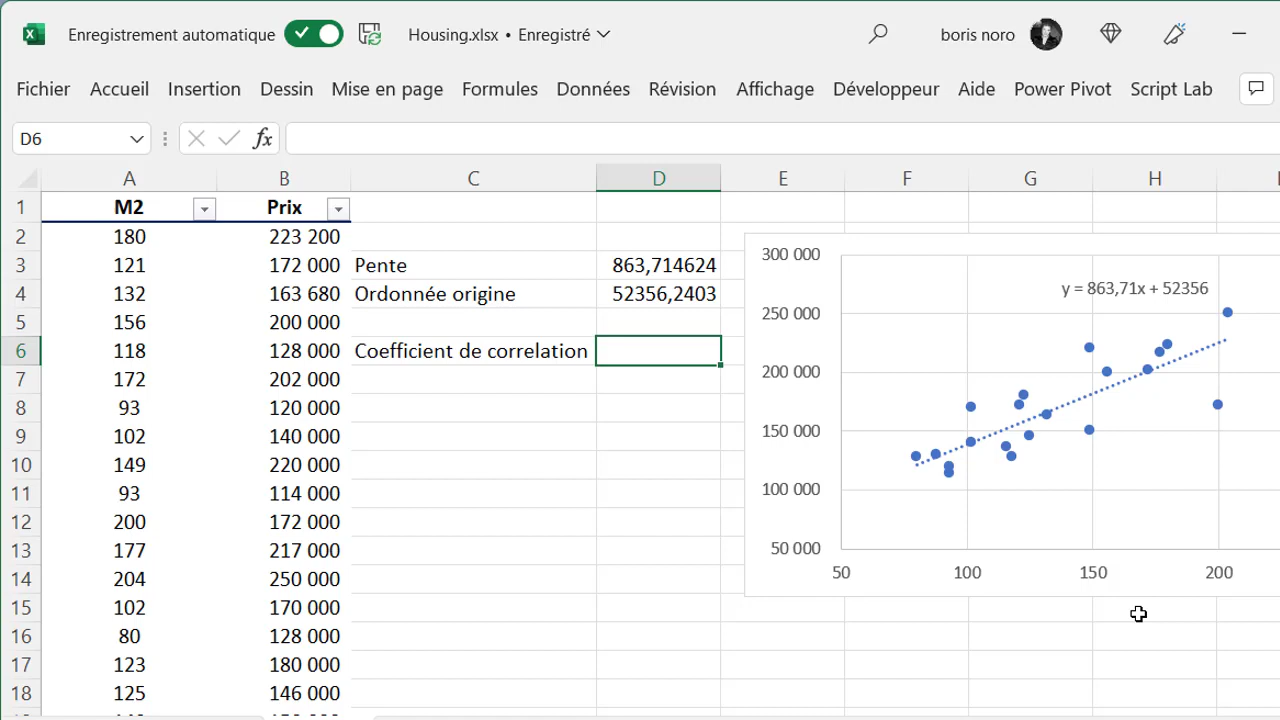 Enregistrement automatique Housing.xlsx • Enregistré boris noro
Fichier Accueil Insertion Dessin Mise en page Formules Données Révision Affichage Développeur Aide Power Pivot Script Lab
D6 fx
A B C D E F G H
1 M2 Prix
2 180 223 200
3 121 172 000 Pente 863,714624
4 132 163 680 Ordonnée origine 52356,2403
5 156 200 000
6 118 128 000 Coefficient de correlation
7 172 202 000
8 93 120 000
9 102 140 000
10 149 220 000
11 93 114 000
12 200 172 000
13 177 217 000
14 204 250 000
15 102 170 000
16 80 128 000
17 123 180 000
18 125 146 000
300 000
y = 863,71x + 52356
250 000
200 000
150 000
100 000
50 000
50 100 150 200